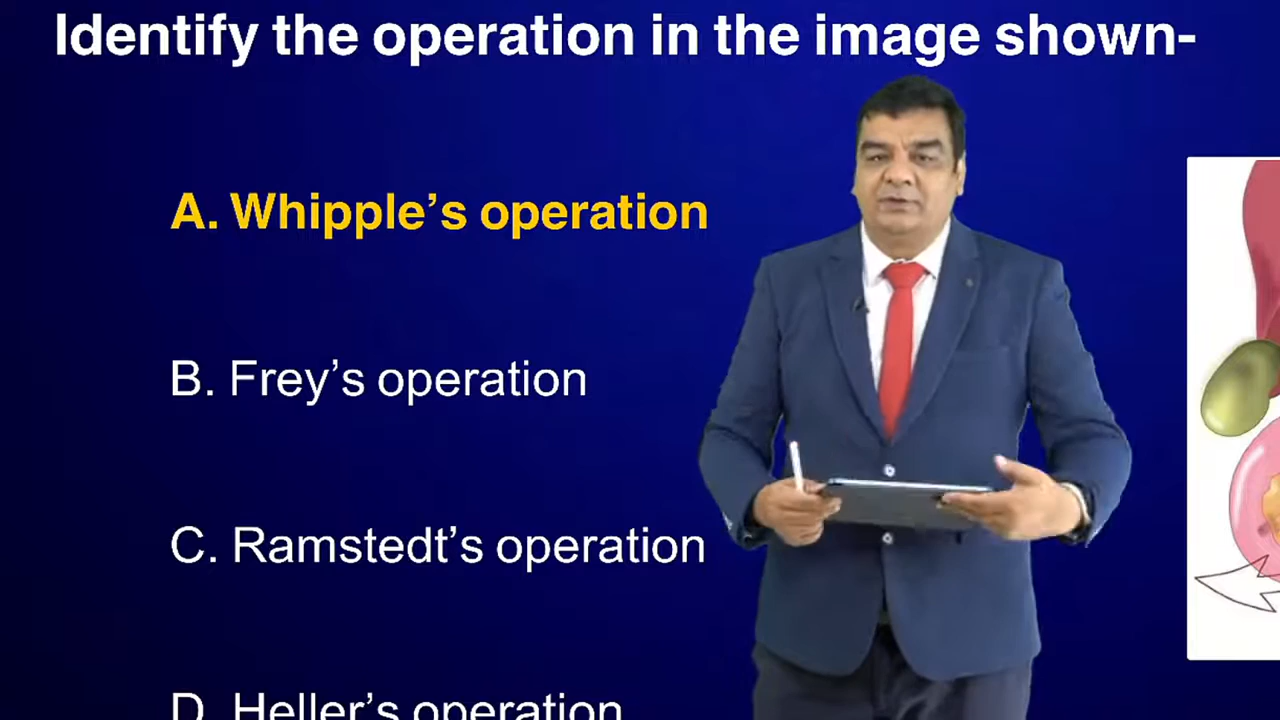 Identify the operation in the image shown-
A. Whipple's operation
B. Frey's operation
C. Ramstedt's operation
D. Heller's operation